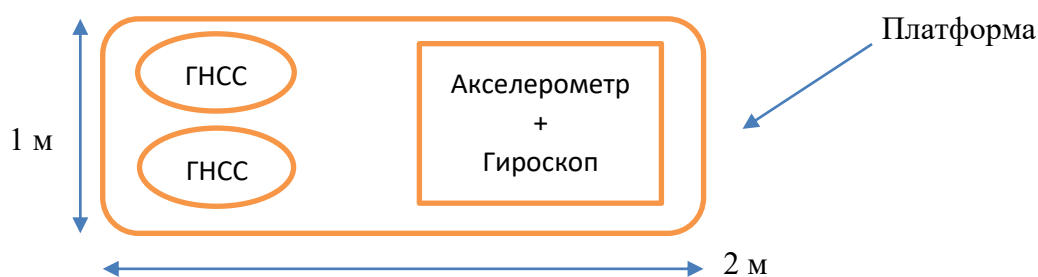 Платформа
ГНСС
Акселерометр
+
Гироскоп
1 м
ГНСС
2 м